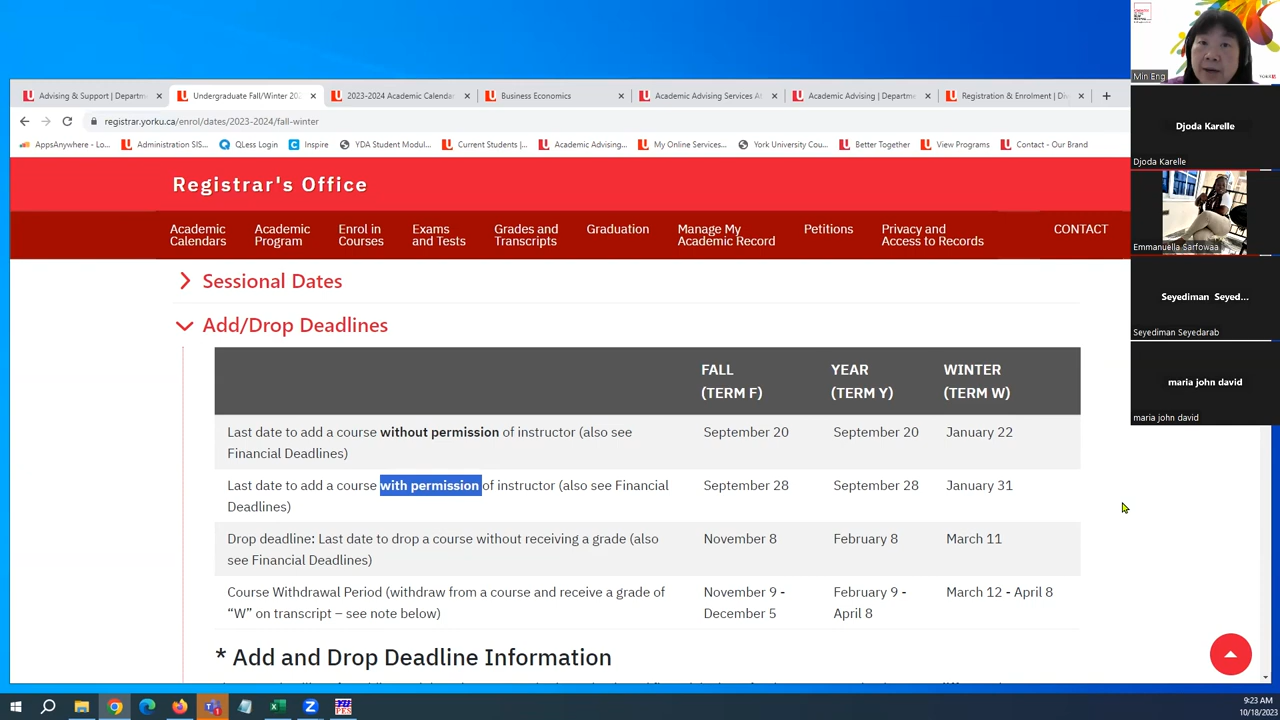 Advising & Support | Departm
Undergraduate Fall/Winter 202
2023-2024 Academic Calenda
Business Economics
Academic Advising Services A
Academic Advising | Departme
Registration & Enrolment | Di
registrar.yorku.ca/enrol/dates/2023-2024/fall-winter
AppsAnywhere - Lo...
Administration SIS...
QLess Login
Inspire
YDA Student Modul...
Current Students |...
Academic Advising...
My Online Services...
York University Cou...
Better Together
View Programs
Contact - Our Brand
Registrar's Office
Academic Calendars
Academic Program
Enrol in Courses
Exams and Tests
Grades and Transcripts
Graduation
Manage My Academic Record
Petitions
Privacy and Access to Records
CONTACT
Sessional Dates
Add/Drop Deadlines
FALL (TERM F)
YEAR (TERM Y)
WINTER (TERM W)
Last date to add a course without permission of instructor (also see
Financial Deadlines)
September 20
September 20
January 22
Last date to add a course with permission of instructor (also see Financial
Deadlines)
September 28
September 28
January 31
Drop deadline: Last date to drop a course without receiving a grade (also
see Financial Deadlines)
November 8
February 8
March 11
Course Withdrawal Period (withdraw from a course and receive a grade of
“W” on transcript – see note below)
November 9 -
December 5
February 9 -
April 8
March 12 - April 8
* Add and Drop Deadline Information
Min Eng
Djoda Karelle
Djoda Karelle
Emmanuella Sarfowaa
Seyediman Seyed...
Seyediman Seyedarab
maria john david
maria john david
9:23 AM
10/18/2023